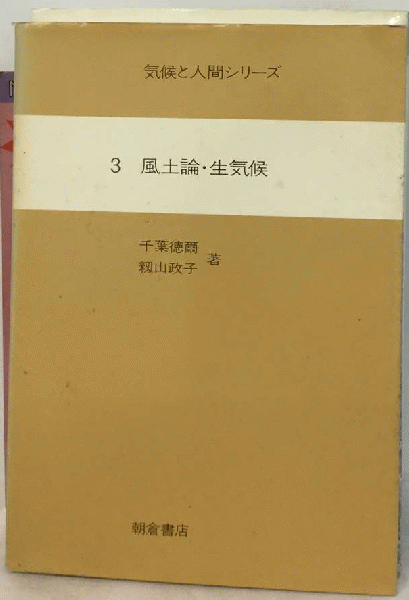 気候と人間シリーズ
3 風土論・生気候
千葉徳爾
籾山政子
著
朝倉書店